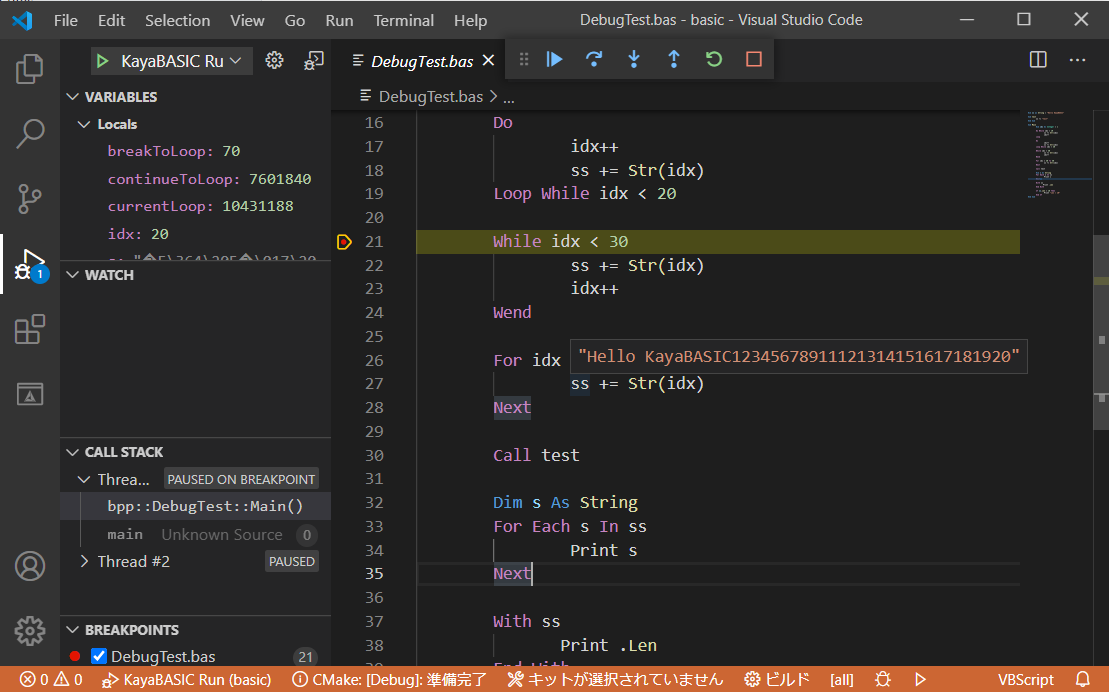 File Edit Selection View Go Run Terminal Help DebugTest.bas - basic - Visual Studio Code
KayaBASIC Ru
DebugTest.bas
VARIABLES
Locals
breakToLoop: 70
continueToLoop: 7601840
currentLoop: 10431188
idx: 20
WATCH
CALL STACK
Threa... PAUSED ON BREAKPOINT
bpp::DebugTest::Main()
main Unknown Source 0
Thread #2 PAUSED
BREAKPOINTS
DebugTest.bas 21
1
DebugTest.bas > ...
16 Do
17 idx++
18 ss += Str(idx)
19 Loop While idx < 20
20
21 While idx < 30
22 ss += Str(idx)
23 idx++
24 Wend
25
26 For idx
"Hello KayaBASIC1234567891112131415161718​1920"
27 ss += Str(idx)
28 Next
29
30 Call test
31
32 Dim s As String
33 For Each s In ss
34 Print s
35 Next
36
37 With ss
38 Print .Len
End With
0 0 KayaBASIC Run (basic) CMake: [Debug]: 準備完了 キットが選択されていません ビルド [all] VBScript